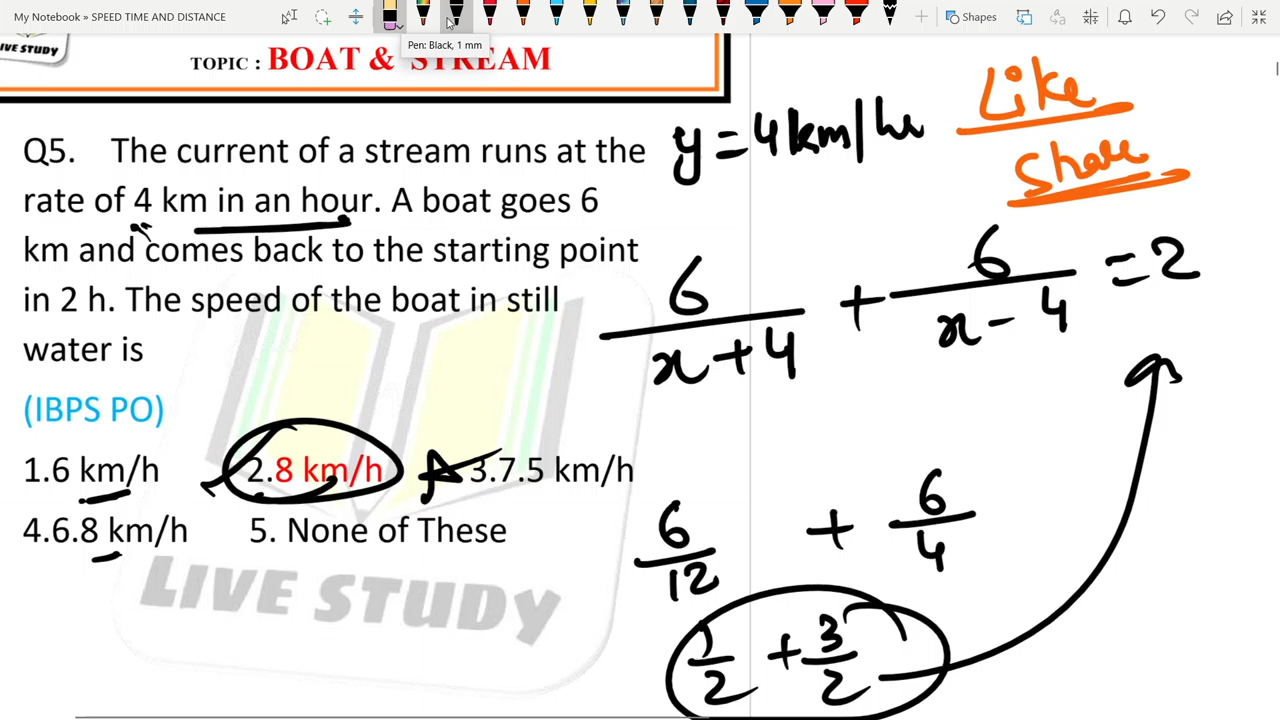 My Notebook » SPEED TIME AND DISTANCE
Shapes
Pen: Black, 1 mm
LIVE STUDY
TOPIC : BOAT & STREAM
Q5. The current of a stream runs at the
rate of 4 km in an hour. A boat goes 6
km and comes back to the starting point
in 2 h. The speed of the boat in still
water is
(IBPS PO)
1.6 km/h 2.8 km/h 3.7.5 km/h
4.6.8 km/h 5. None of These
LIVE STUDY
Like
Share
y = 4 km/hr
6/(x+4) + 6/(x-4) = 2
6/12 + 6/4
1/2 + 3/2